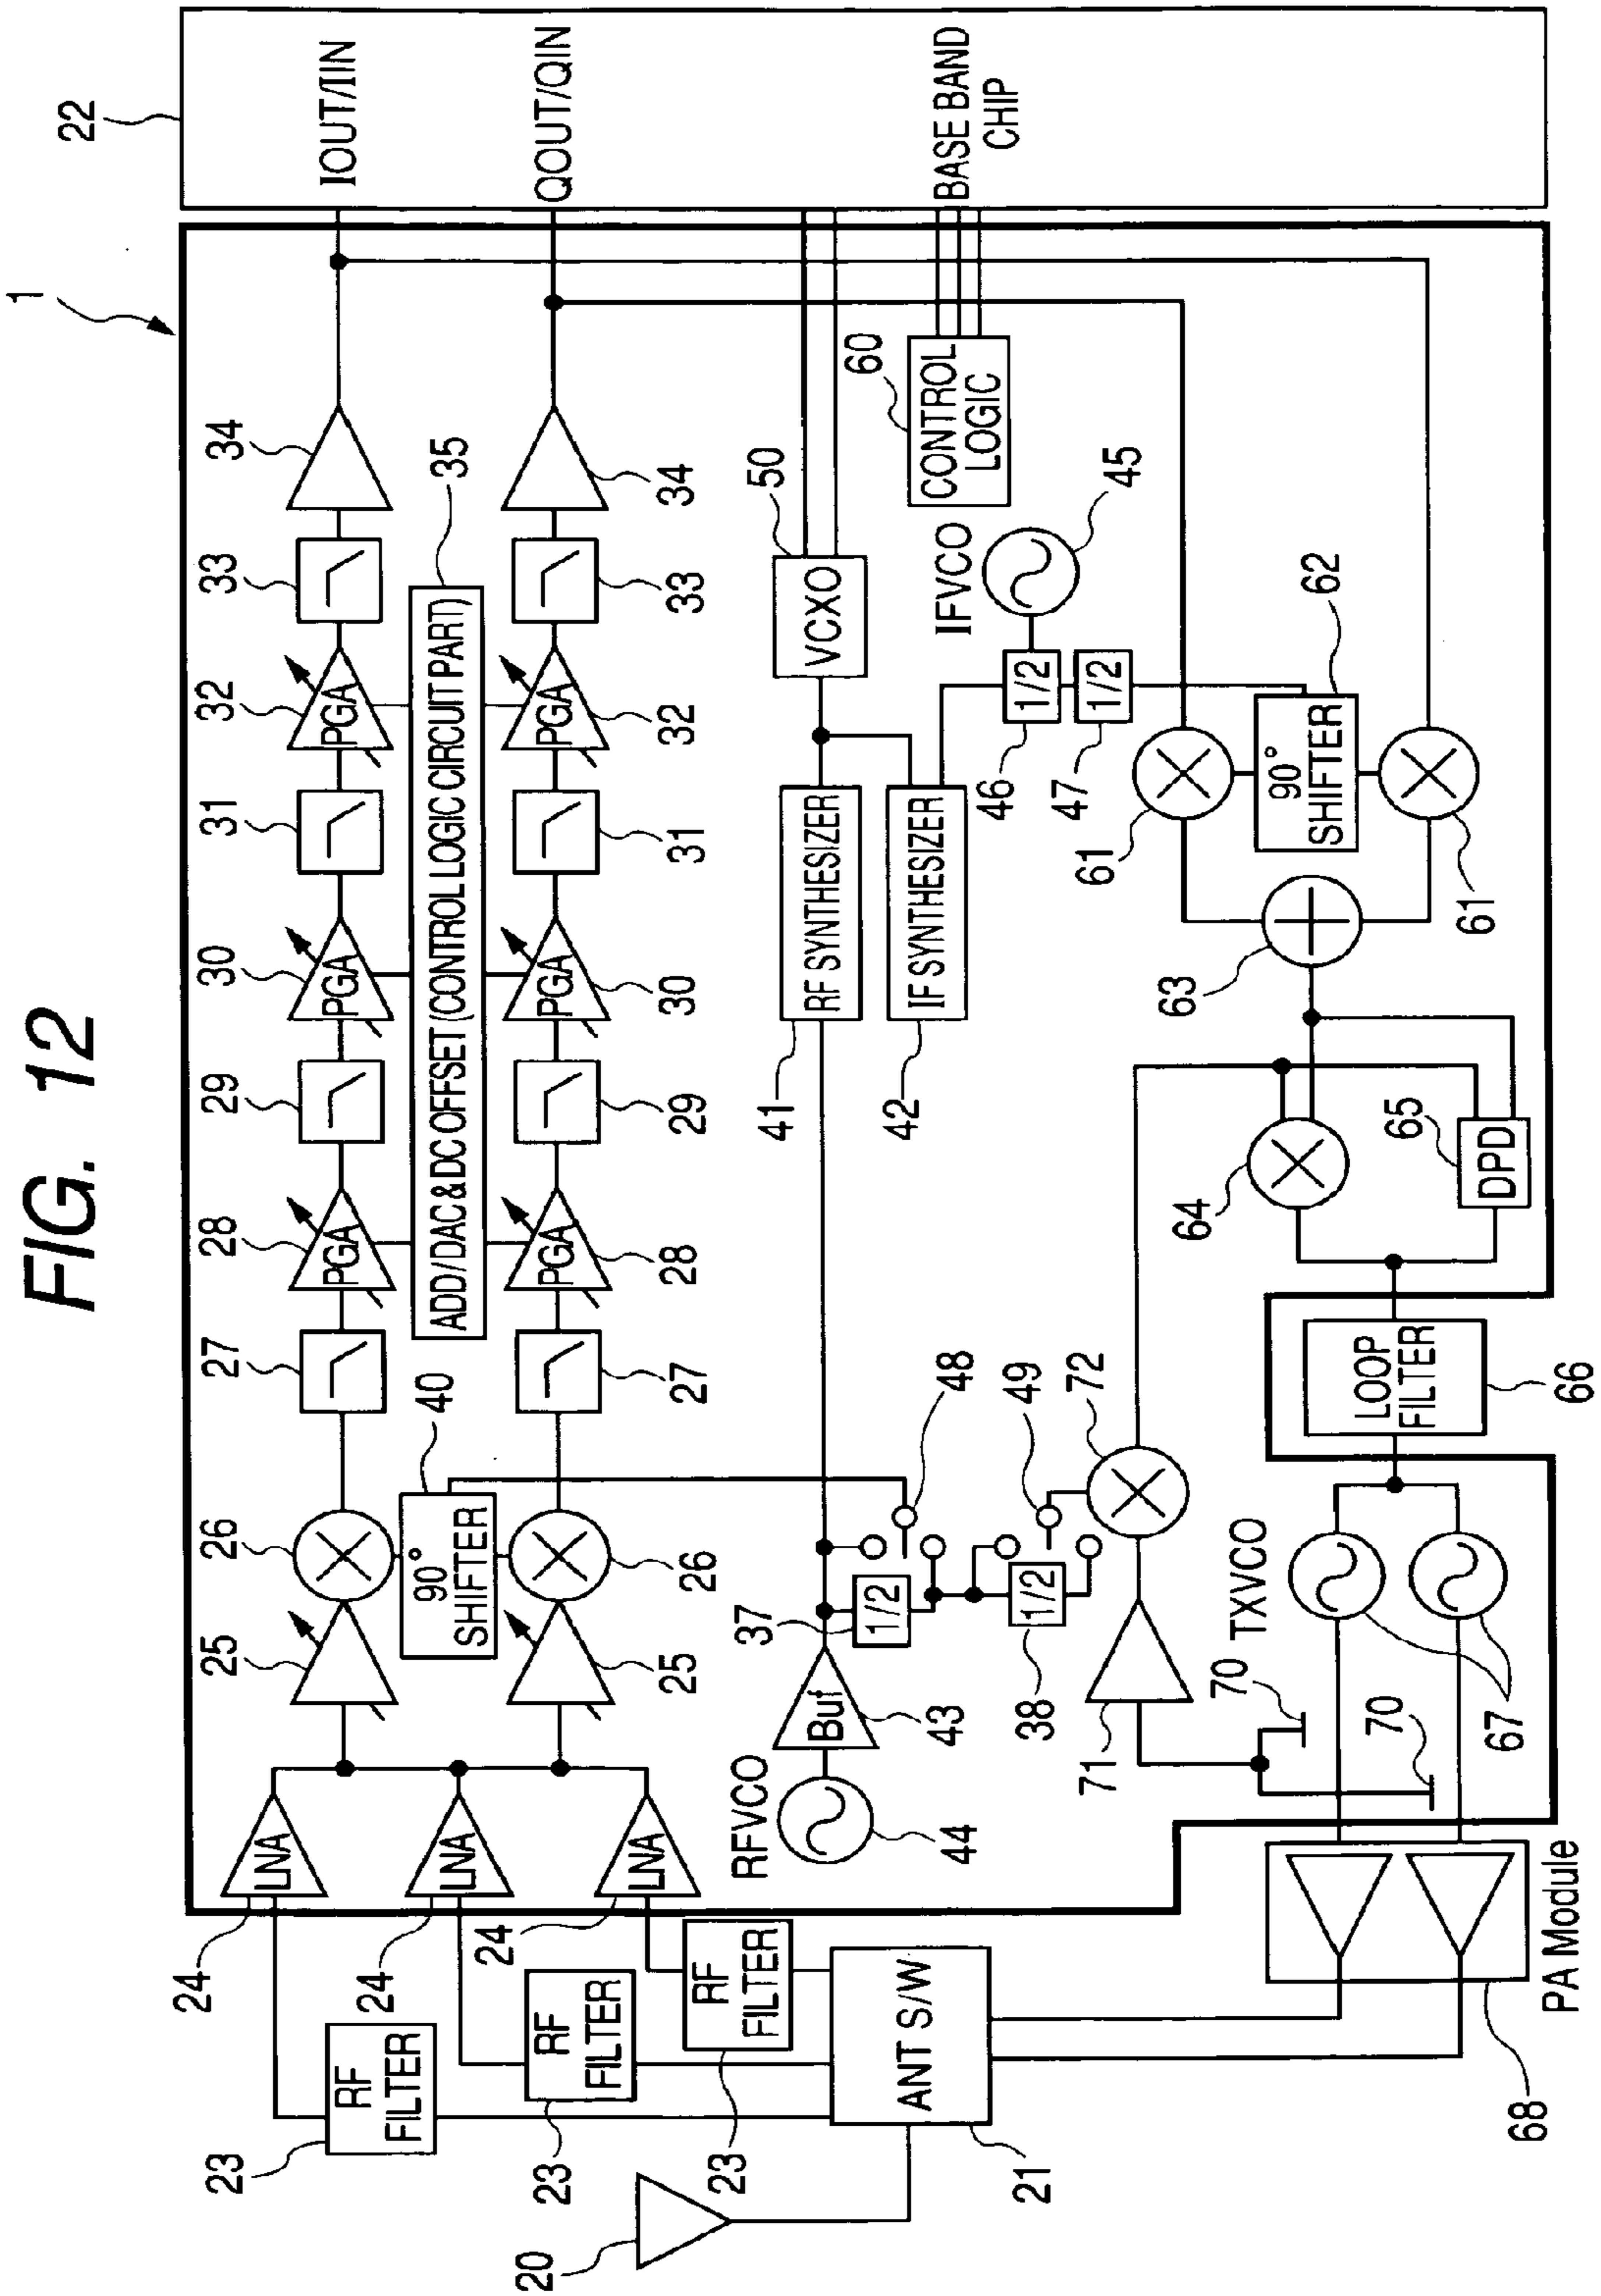 FIG. 12
1
22
IOUT/IIN
QOUT/QIN
BASE BAND
CHIP
24
LNA
24
LNA
24
LNA
25
25
26
26
40
90°
SHIFTER
27
27
28
PGA
PGA
28
29
29
30
PGA
PGA
30
31
31
32
PGA
PGA
32
33
33
34
34
35
ADD/DAC & DC OFFSET (CONTROL LOGIC CIRCUIT PART)
23
RF
FILTER
23
RF
FILTER
23
RF
FILTER
20
21
ANT S/W
RFVCO
44
Buf
43
37
1/2
38
1/2
48
49
72
71
70
70
41
RF SYNTHESIZER
42
IF SYNTHESIZER
50
VCXO
60
CONTROL
LOGIC
IFVCO
45
46
1/2
47
1/2
61
61
62
90°
SHIFTER
63
64
65
DPD
LOOP
FILTER
66
TXVCO
67
68
PA Module